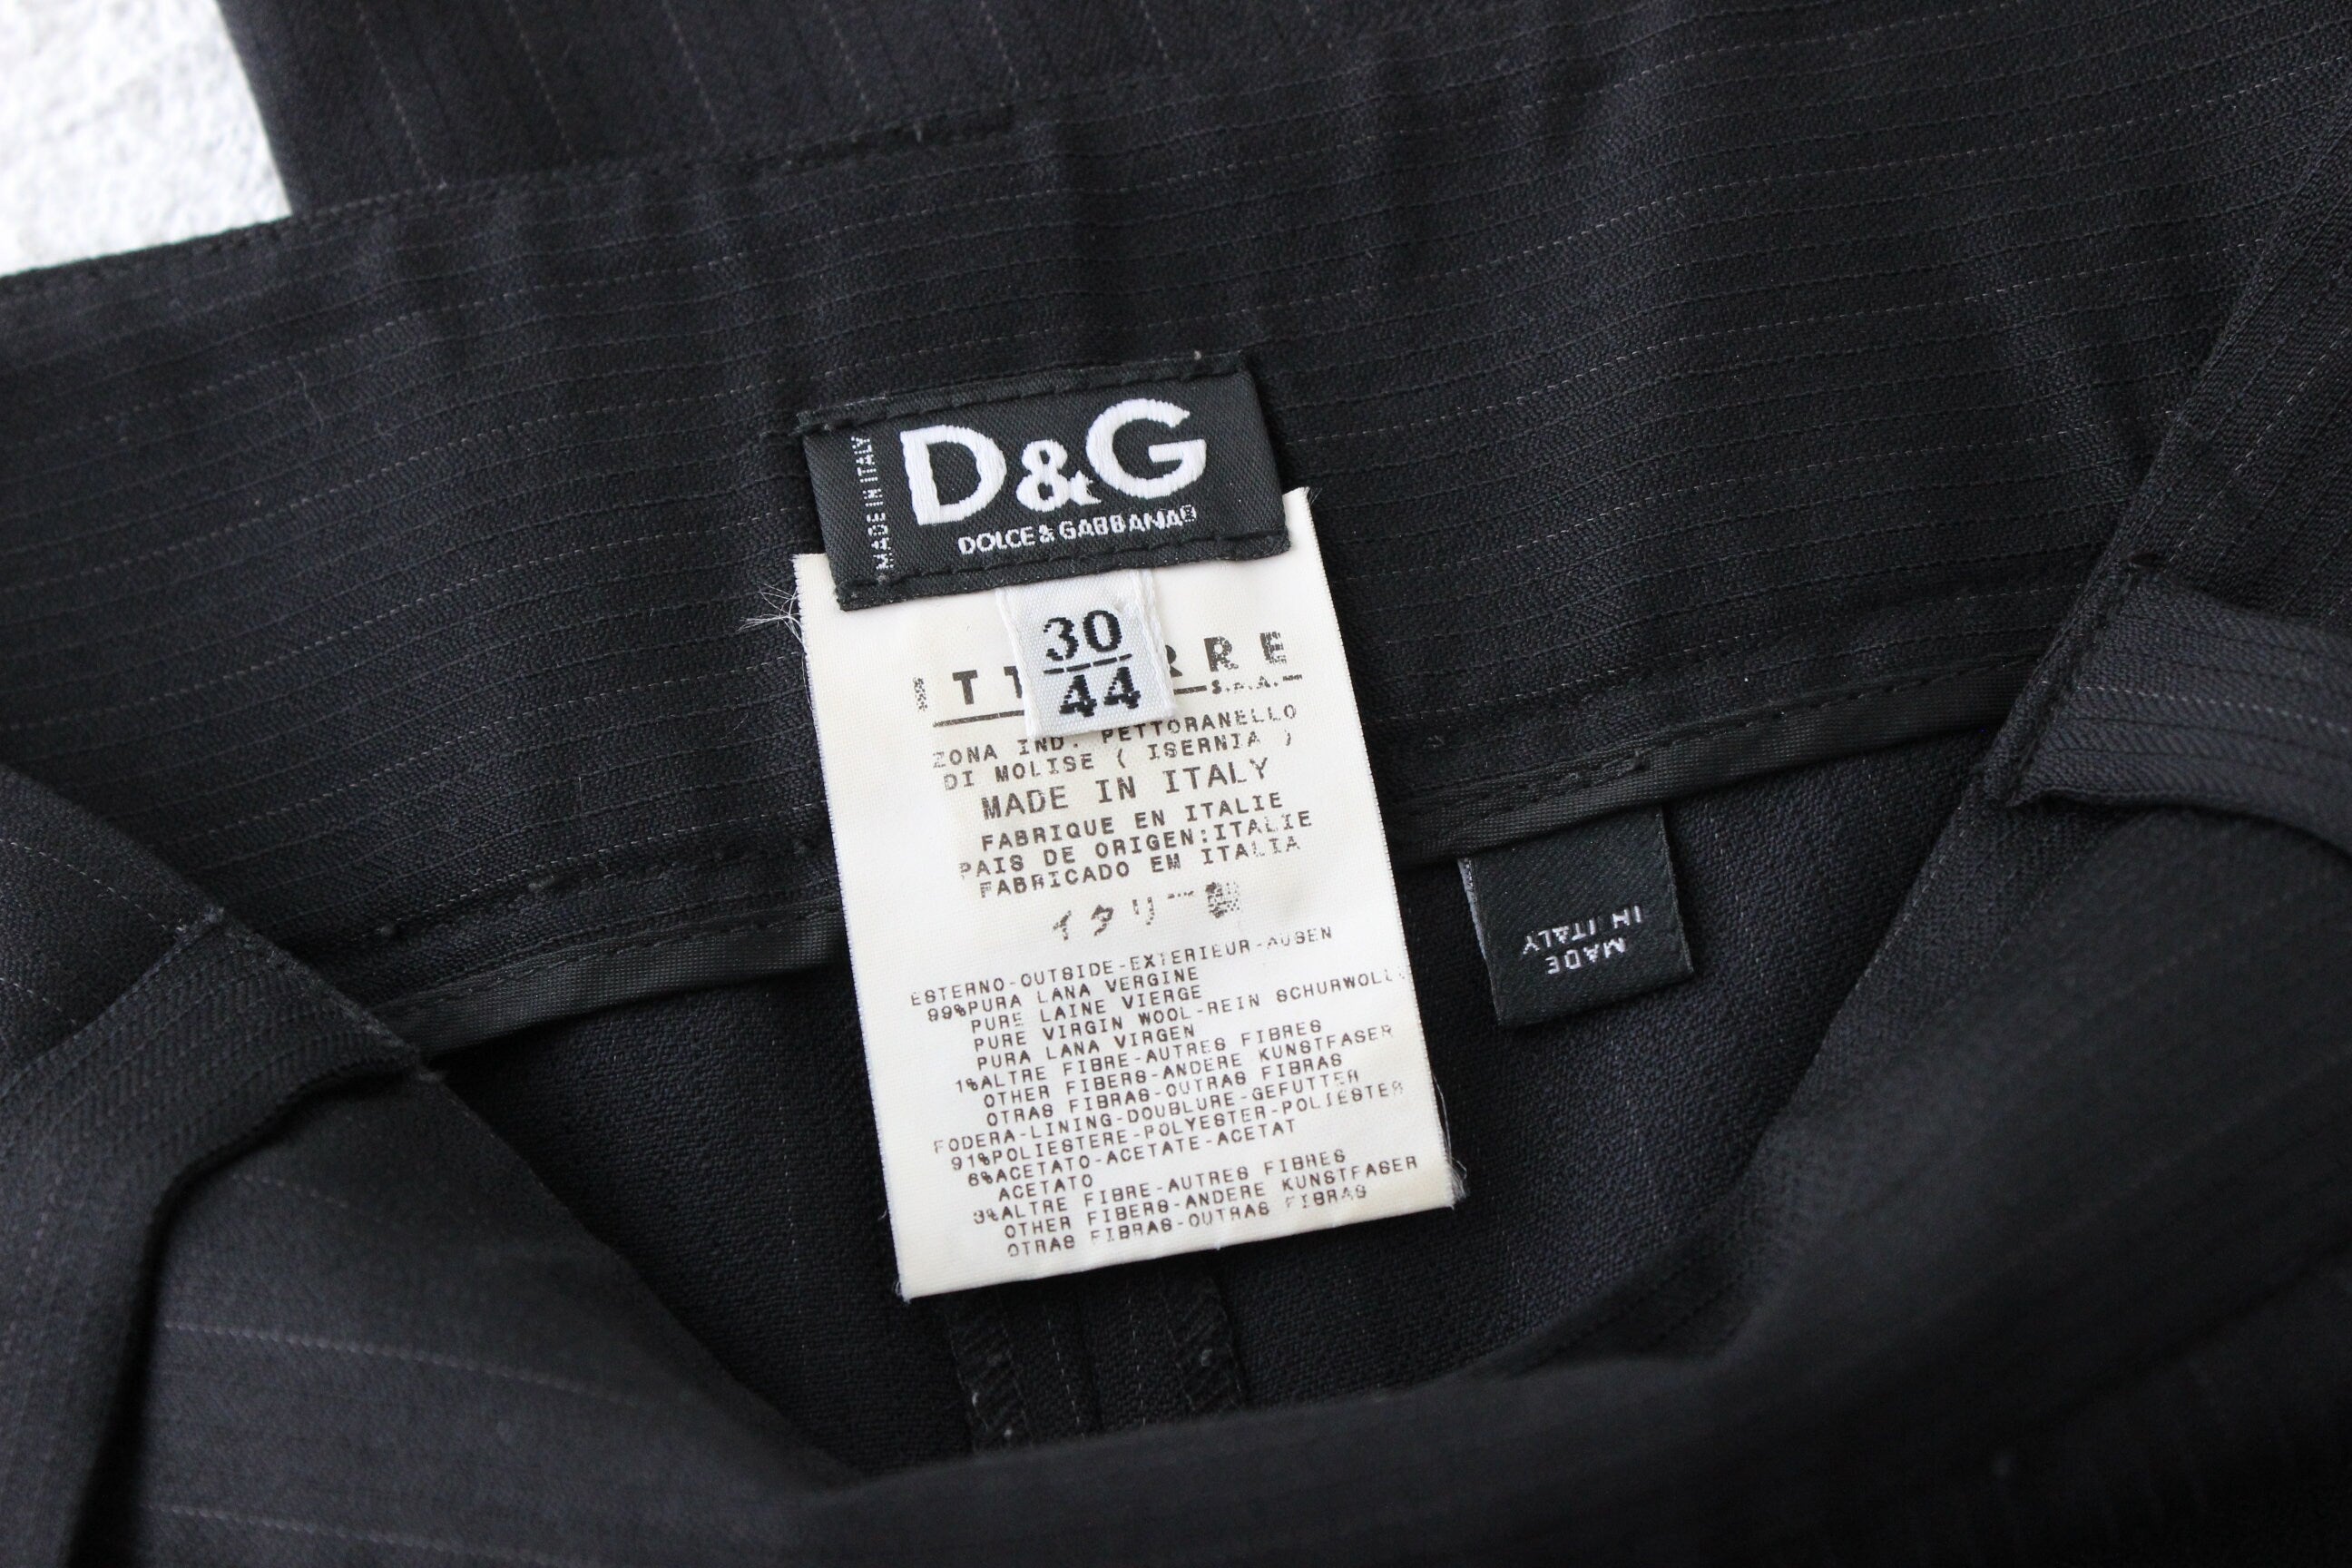 MADE IN ITALY
D&G
DOLCE & GABBANA®
30
44
S.P.A.
ZONA IND. PETTORANELLO
DI MOLISE ( ISERNIA )
MADE IN ITALY
FABRIQUE EN ITALIE
PAIS DE ORIGEN:ITALIE
FABRICADO EM ITALIA
イタリー製
ESTERNO-OUTSIDE-EXTERIEUR-AUSEN
99%PURA LANA VERGINE
PURE LAINE VIERGE
PURE VIRGIN WOOL-REIN SCHURWOLL
PURA LANA VIRGEN
1%ALTRE FIBRE-AUTRES FIBRES
OTHER FIBERS-ANDERE KUNSTFASER
OTRAS FIBRAS-OUTRAS FIBRAS
FODERA-LINING-DOUBLURE-GEFUTTER
91%POLIESTERE-POLYESTER-POLIESTER
6%ACETATO-ACETATE-ACETAT
ACETATO
3%ALTRE FIBRE-AUTRES FIBRES
OTHER FIBERS-ANDERE KUNSTFASER
OTRAS FIBRAS-OUTRAS FIBRAS
MADE
IN ITALY